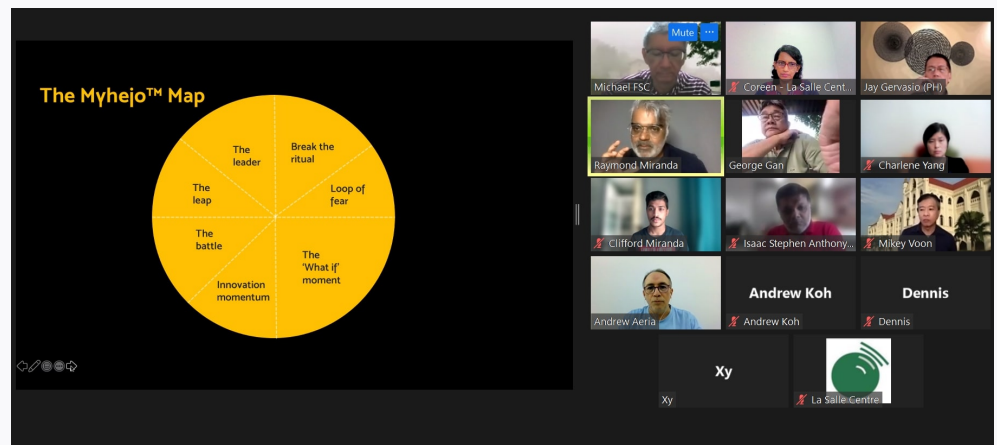 The Myhejo™ Map
The
leader
Break the
ritual
The
leap
Loop of
fear
The
battle
The
'What if'
moment
Innovation
momentum
Mute ...
Michael FSC
Coreen - La Salle Cent...
Jay Gervasio (PH)
Raymond Miranda
George Gan
Charlene Yang
Clifford Miranda
Isaac Stephen Anthony...
Mikey Voon
Andrew Aeria
Andrew Koh
Andrew Koh
Dennis
Dennis
Xy
Xy
La Salle Centre